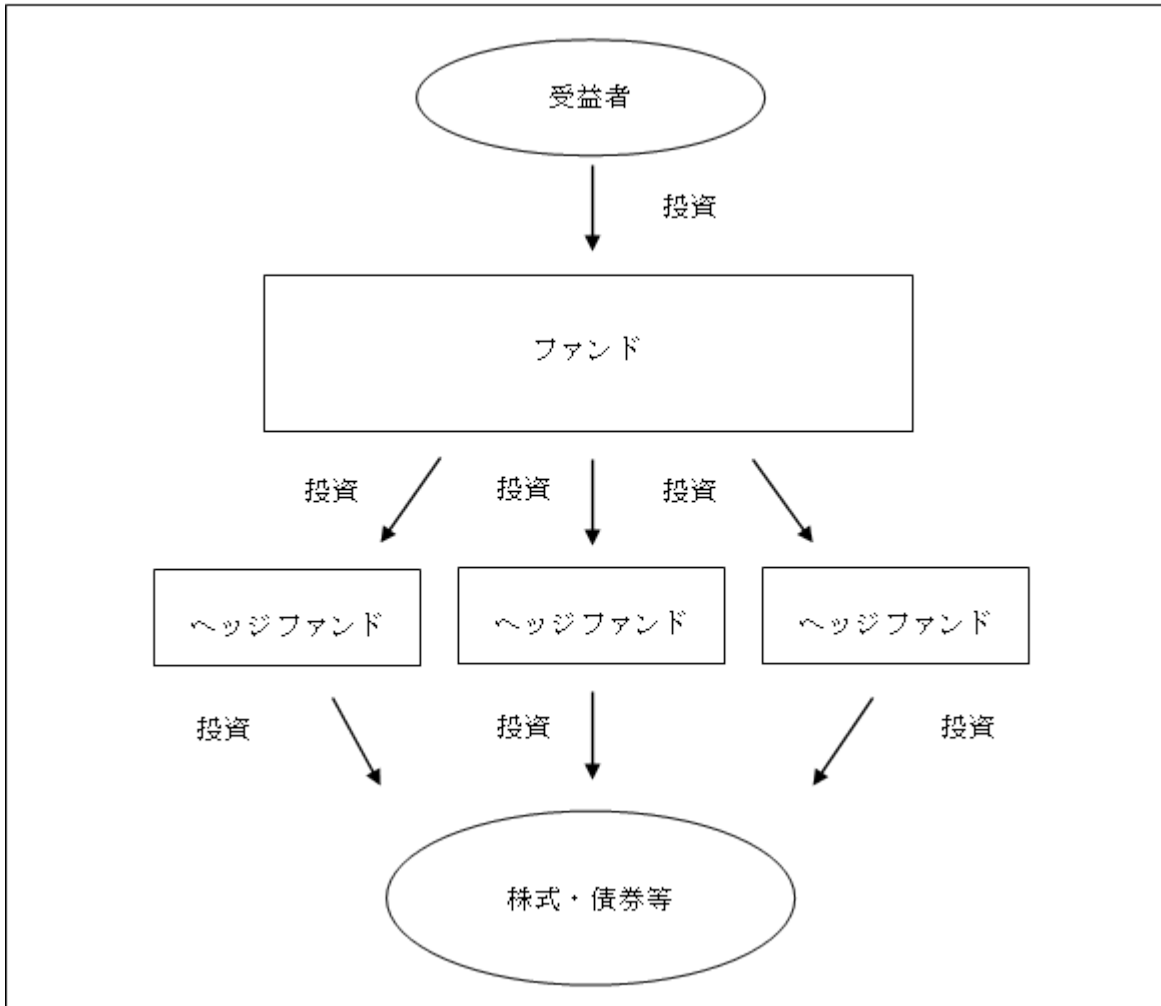 受益者
投資
ファンド
投資 投資 投資
ヘッジファンド ヘッジファンド ヘッジファンド
投資 投資 投資
株式・債券等